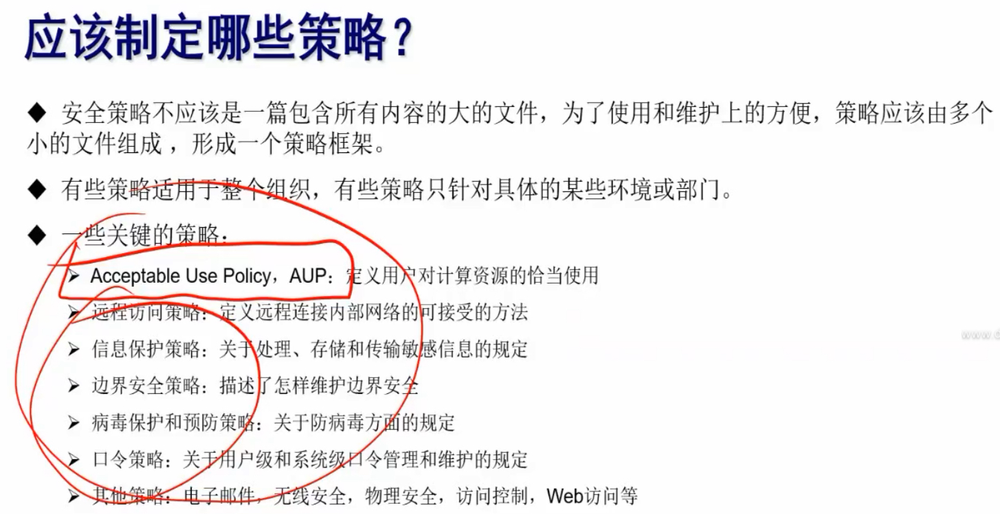 应该制定哪些策略？
◆ 安全策略不应该是一篇包含所有内容的大的文件，为了使用和维护上的方便，策略应该由多个
小的文件组成 ，形成一个策略框架。
◆ 有些策略适用于整个组织，有些策略只针对具体的某些环境或部门。
◆ 一些关键的策略：
➢ Acceptable Use Policy，AUP：定义用户对计算资源的恰当使用
➢ 远程访问策略：定义远程连接内部网络的可接受的方法
➢ 信息保护策略：关于处理、存储和传输敏感信息的规定
➢ 边界安全策略：描述了怎样维护边界安全
➢ 病毒保护和预防策略：关于防病毒方面的规定
➢ 口令策略：关于用户级和系统级口令管理和维护的规定
➢ 其他策略：电子邮件，无线安全，物理安全，访问控制，Web访问等